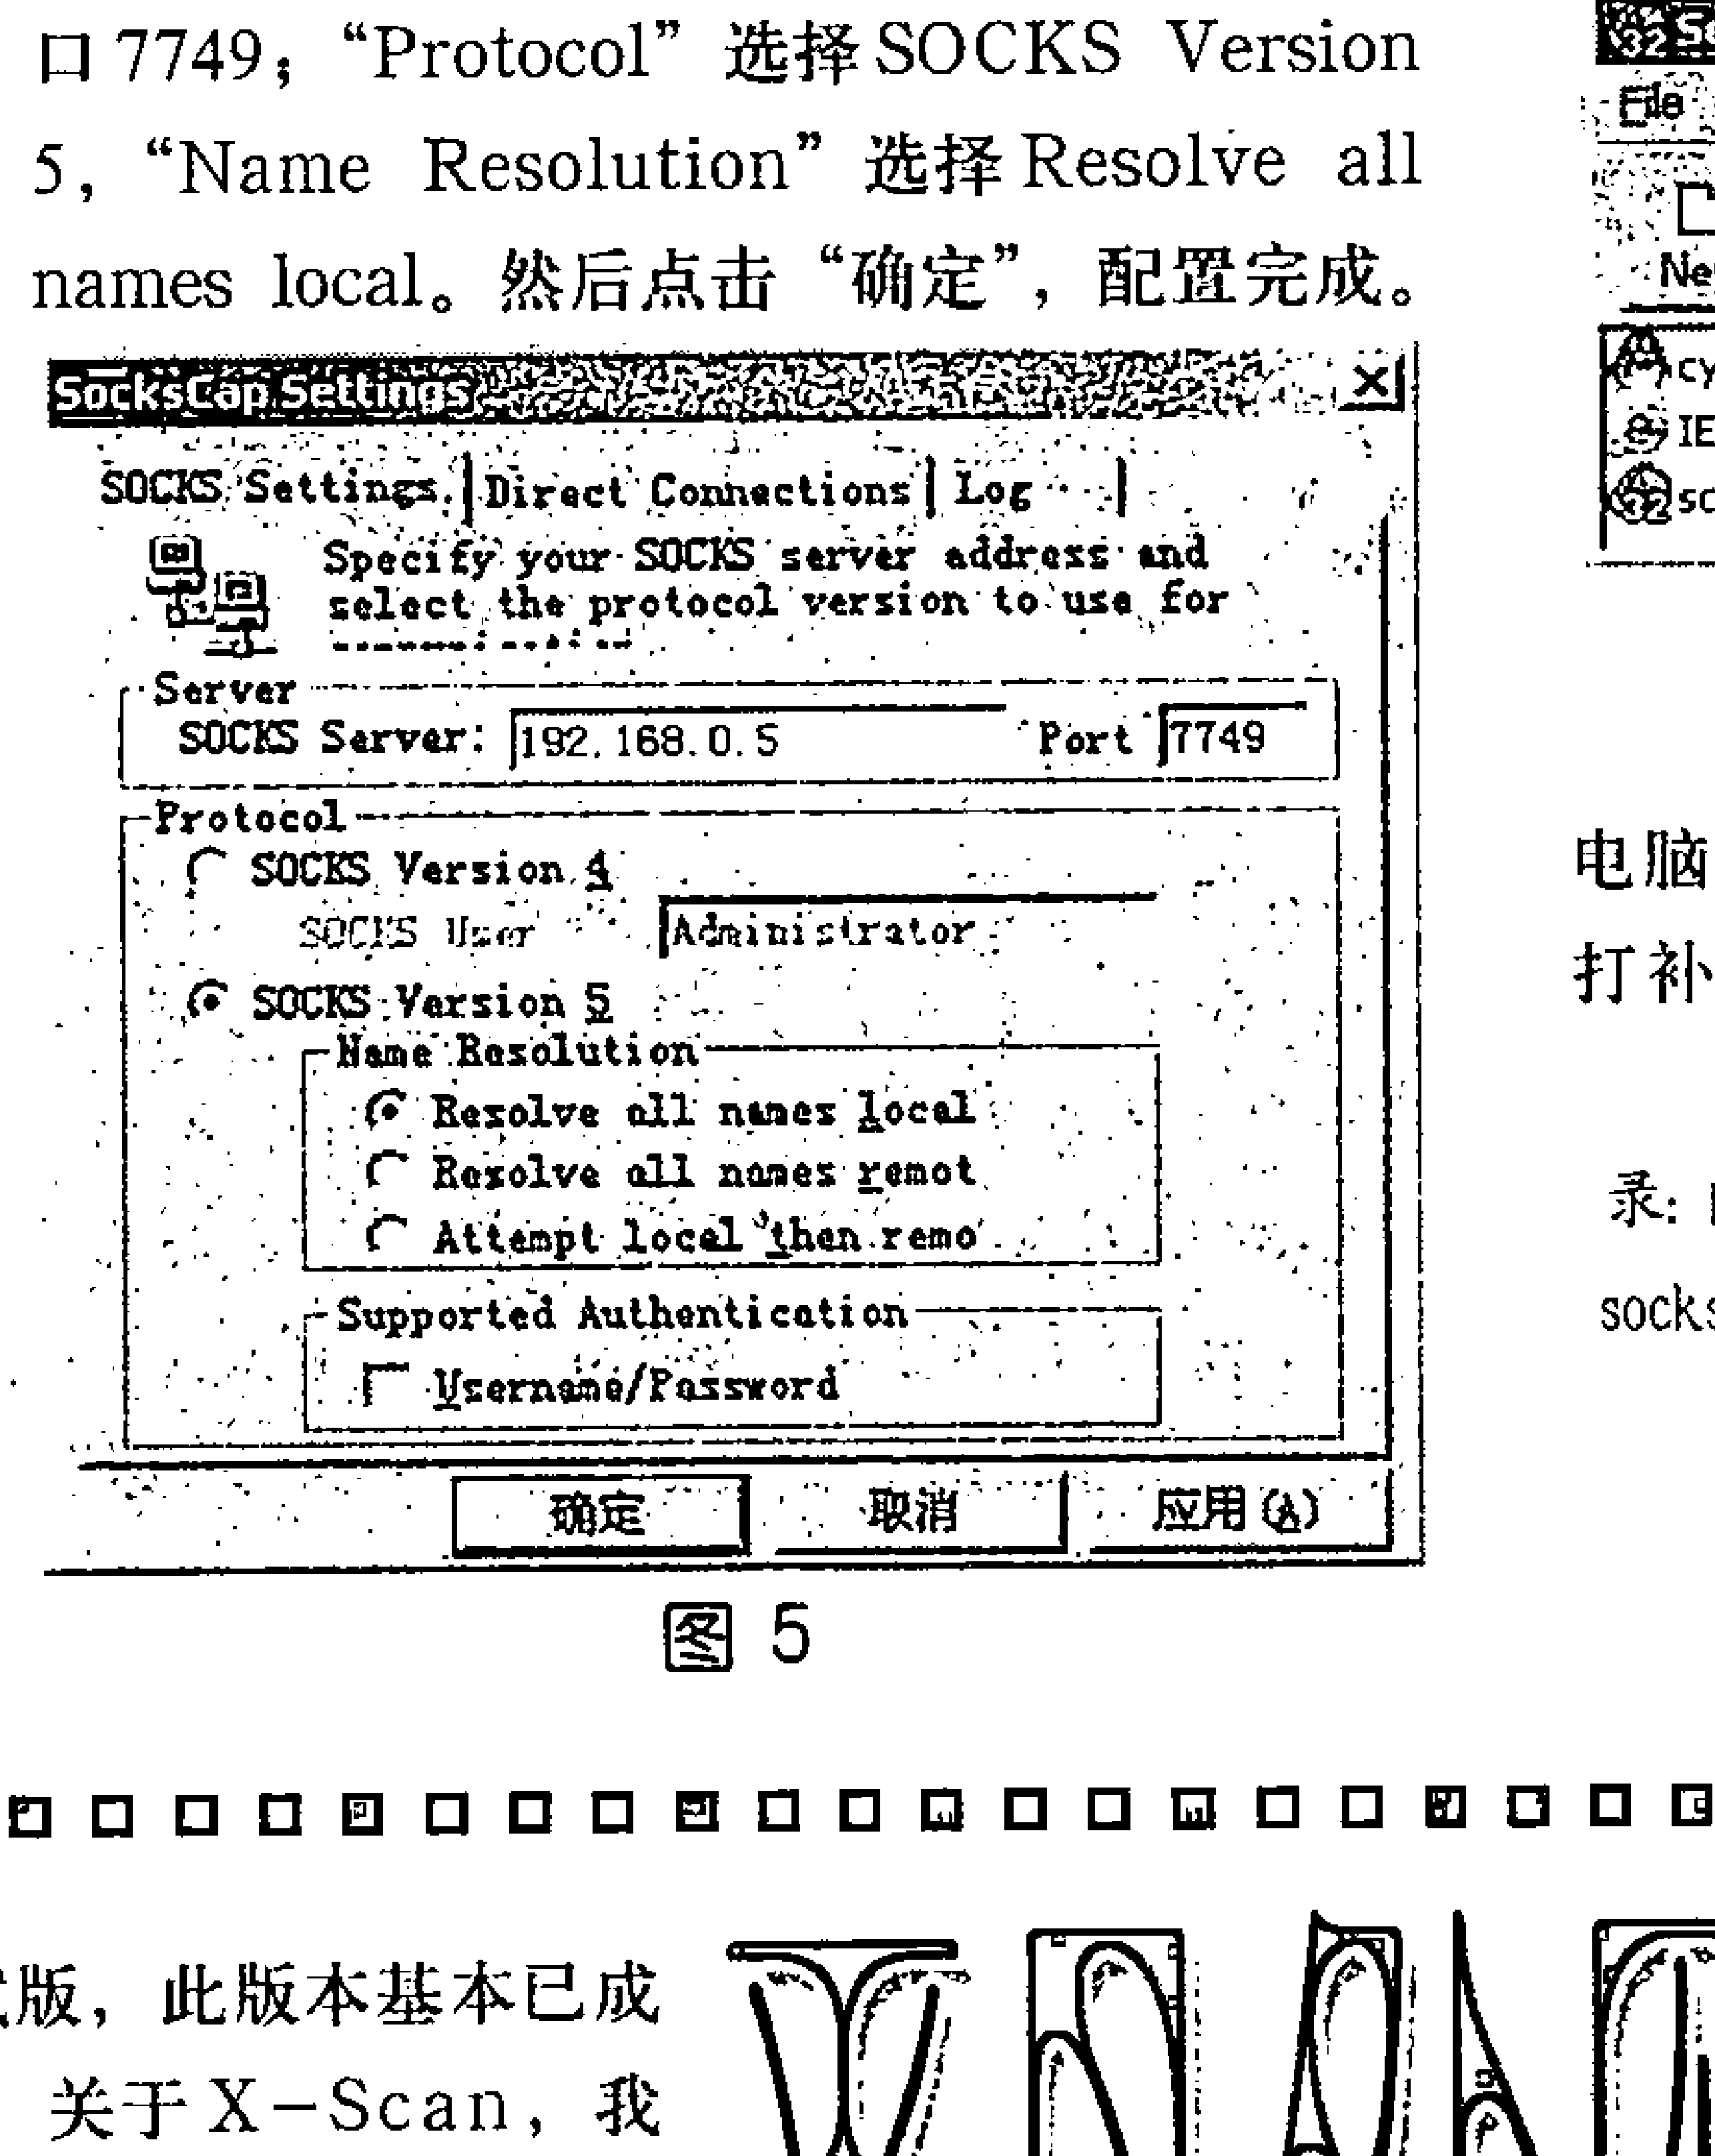 口7749；“Protocol”选择SOCKS Version
5，“Name Resolution”选择Resolve all
names local。然后点击“确定”，配置完成。
SocksCap Settings
SOCKS Settings Direct Connections Log
Specify your SOCKS server address and
select the protocol version to use for
Server
SOCKS Server: 192.168.0.5 Port 7749
Protocol
SOCKS Version 4
SOCKS User Administrator
SOCKS Version 5
Name Resolution
Resolve all names local
Resolve all names remot
Attempt local then remo
Supported Authentication
Username/Password
确定 取消 应用(A)
图 5
版，此版本基本已成
关于X-Scan，我
File
Ne
CY
IE
SC
电脑
打补
录：
socks